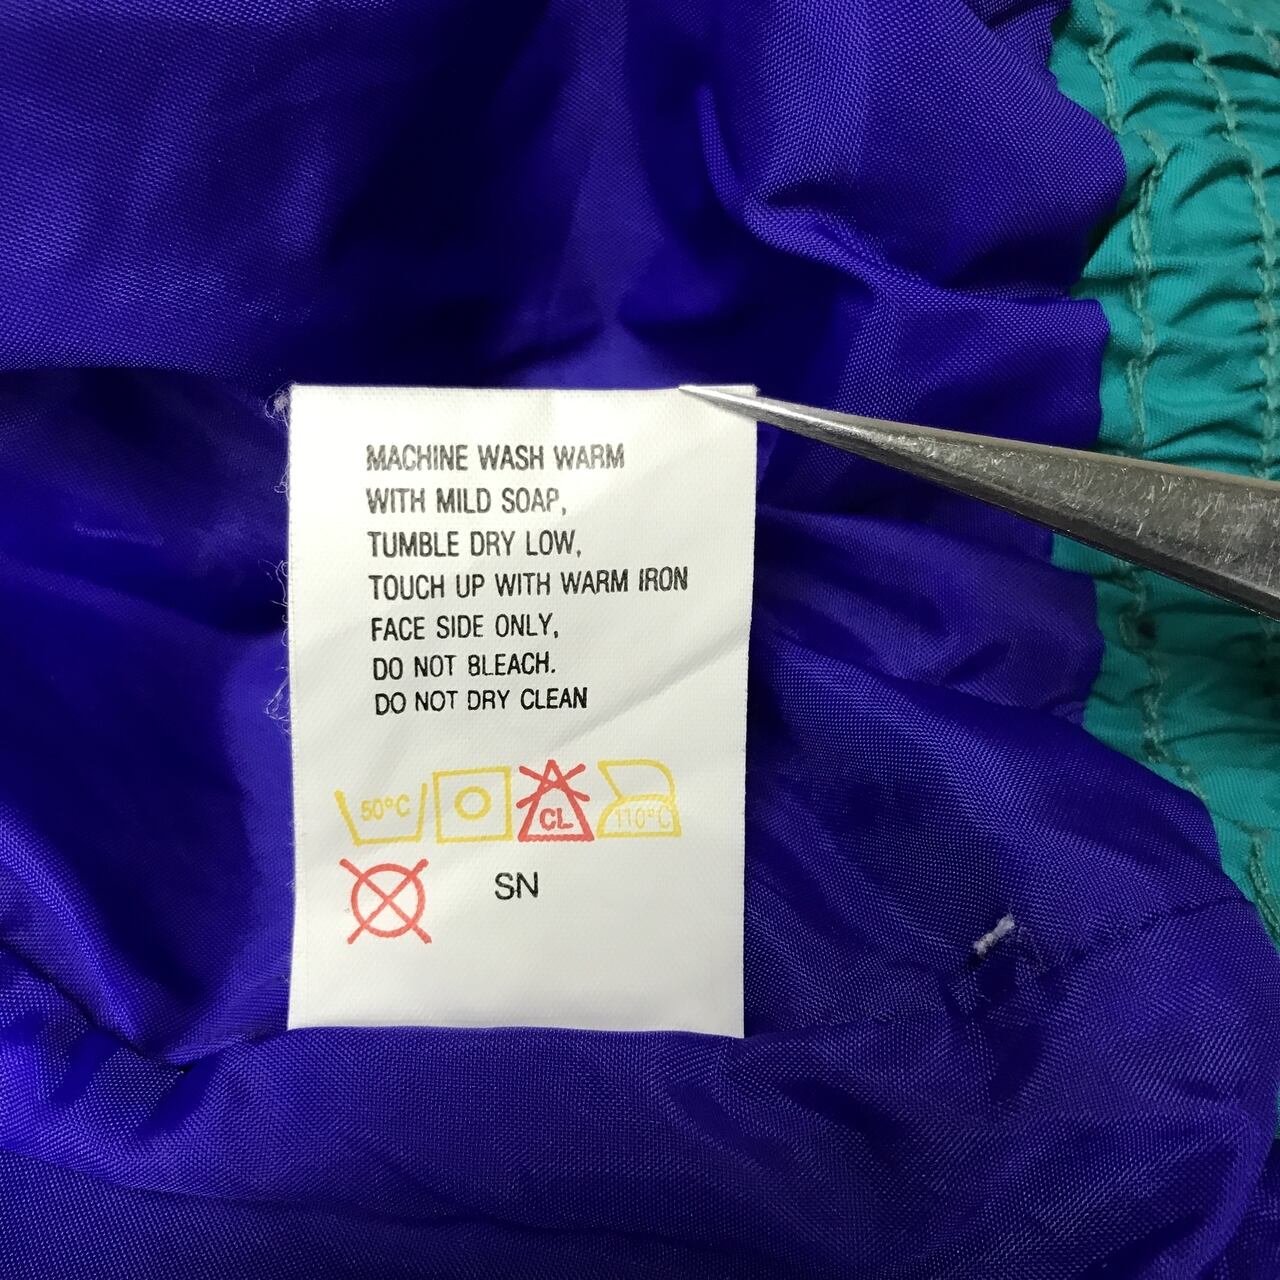 MACHINE WASH WARM
WITH MILD SOAP,
TUMBLE DRY LOW,
TOUCH UP WITH WARM IRON
FACE SIDE ONLY,
DO NOT BLEACH.
DO NOT DRY CLEAN
50°C CL 110°C
SN